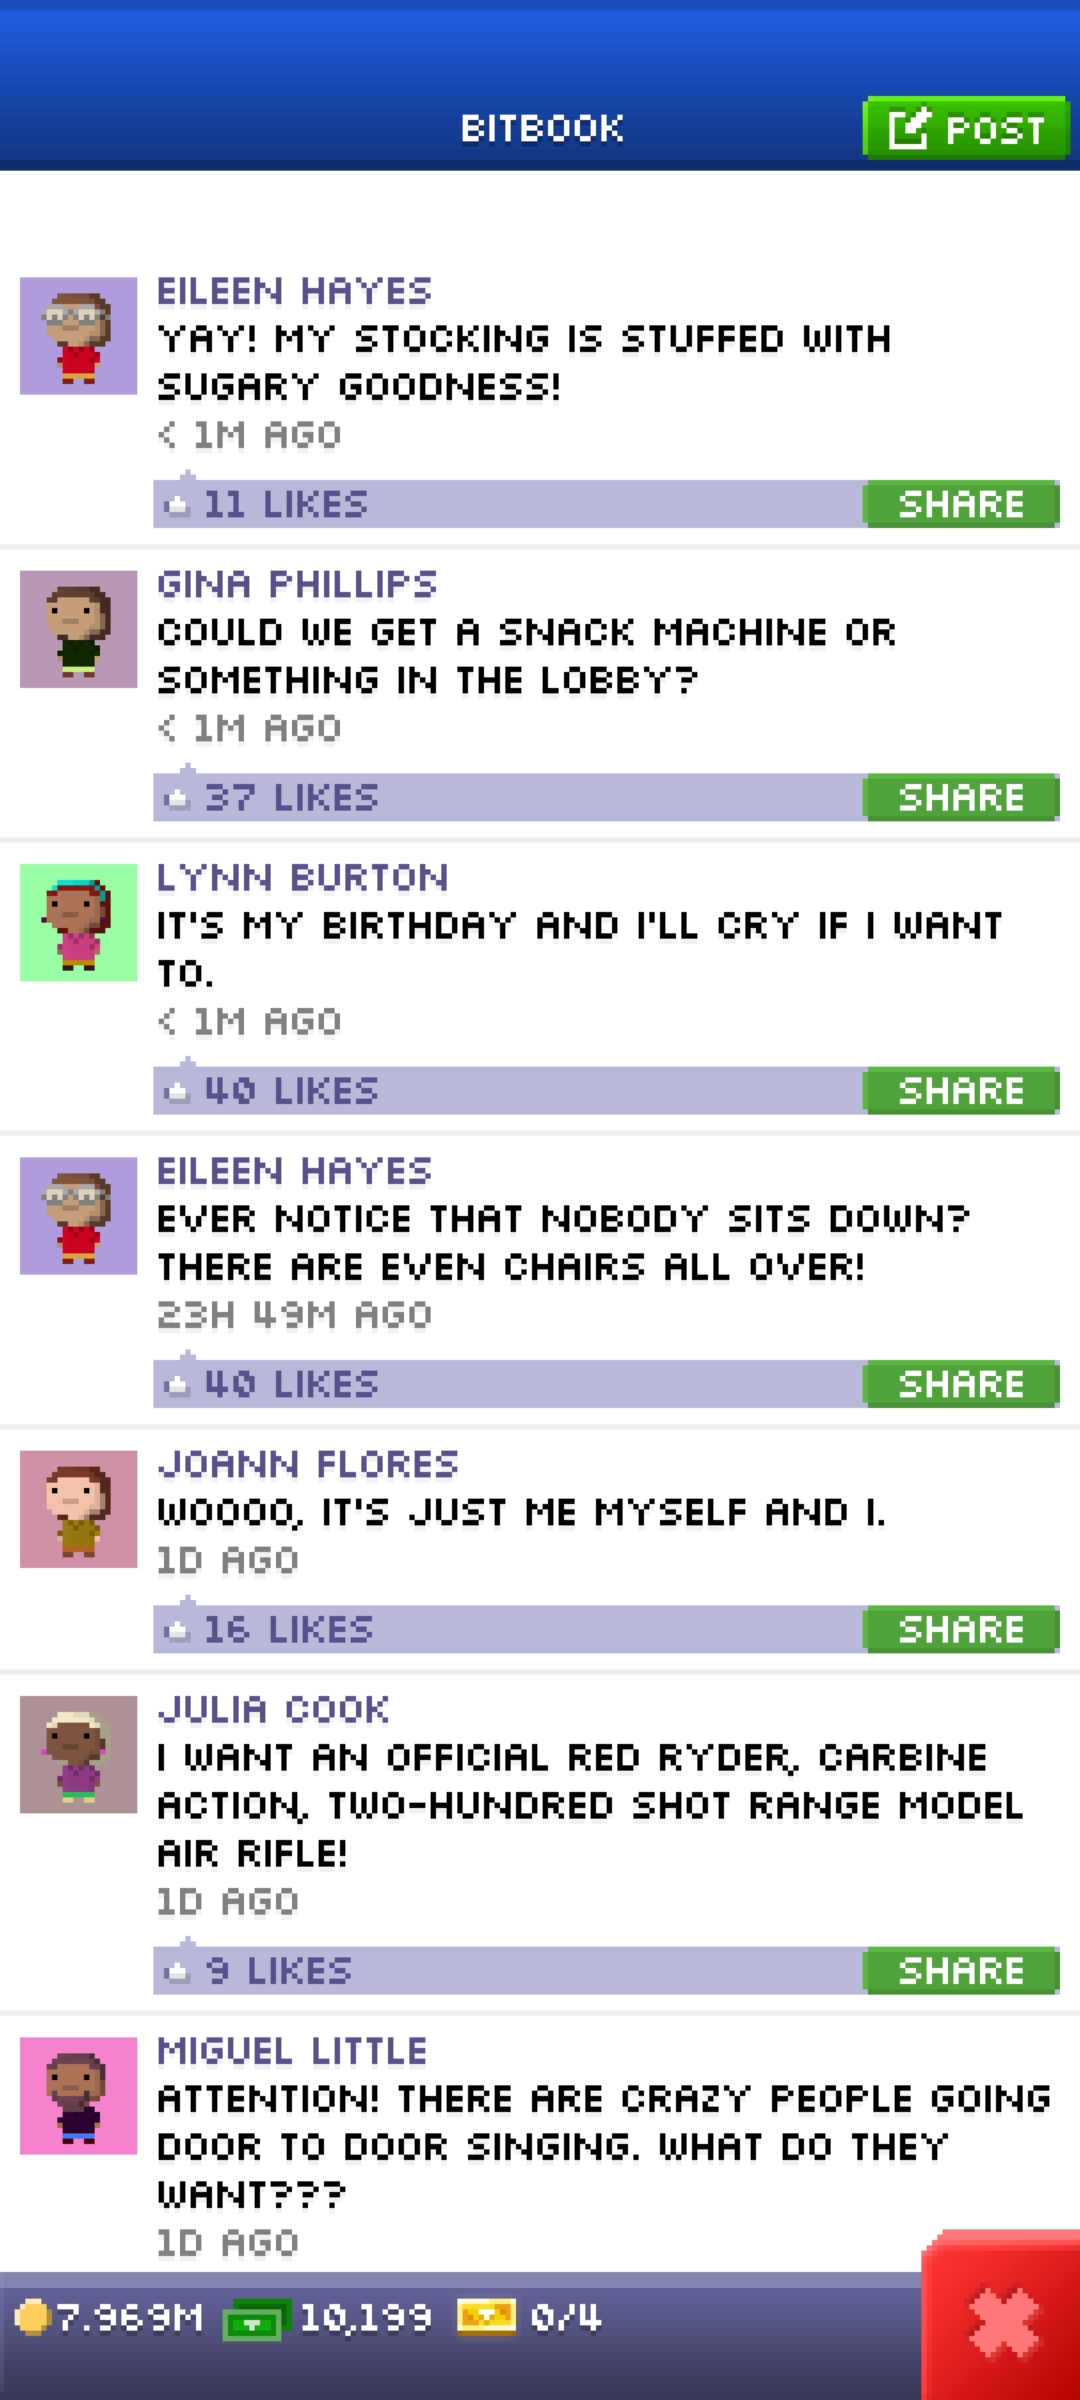 BITBOOK
POST
EILEEN HAYES
YAY! MY STOCKING IS STUFFED WITH
SUGARY GOODNESS!
< 1M AGO
11 LIKES
SHARE
GINA PHILLIPS
COULD WE GET A SNACK MACHINE OR
SOMETHING IN THE LOBBY?
< 1M AGO
37 LIKES
SHARE
LYNN BURTON
IT'S MY BIRTHDAY AND I'LL CRY IF I WANT
TO.
< 1M AGO
40 LIKES
SHARE
EILEEN HAYES
EVER NOTICE THAT NOBODY SITS DOWN?
THERE ARE EVEN CHAIRS ALL OVER!
23H 49M AGO
40 LIKES
SHARE
JOANN FLORES
WOOOO, IT'S JUST ME MYSELF AND I.
1D AGO
16 LIKES
SHARE
JULIA COOK
I WANT AN OFFICIAL RED RYDER, CARBINE
ACTION, TWO-HUNDRED SHOT RANGE MODEL
AIR RIFLE!
1D AGO
9 LIKES
SHARE
MIGUEL LITTLE
ATTENTION! THERE ARE CRAZY PEOPLE GOING
DOOR TO DOOR SINGING. WHAT DO THEY
WANT???
1D AGO
7.969M 10,199 0/4